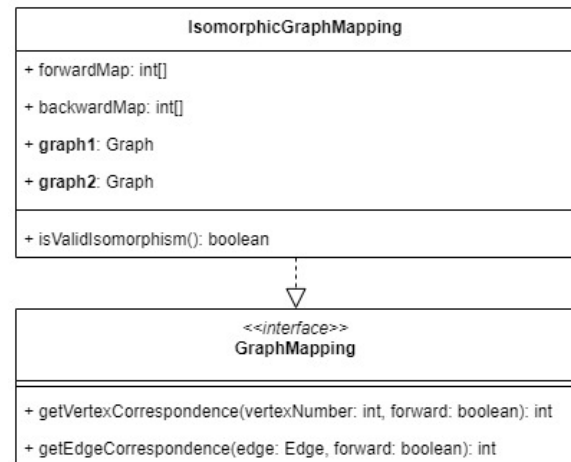 IsomorphicGraphMapping
+ forwardMap: int[]
+ backwardMap: int[]
+ graph1: Graph
+ graph2: Graph
+ isValidIsomorphism(): boolean
<<interface>>
GraphMapping
+ getVertexCorrespondence(vertexNumber: int, forward: boolean): int
+ getEdgeCorrespondence(edge: Edge, forward: boolean): int